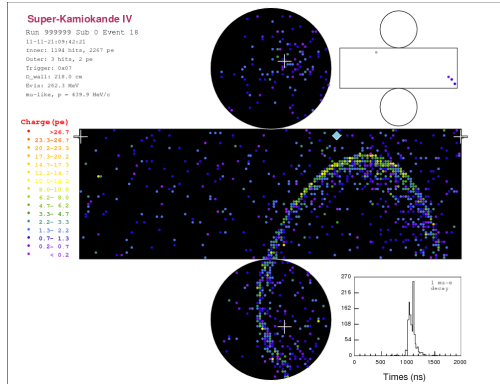 Super-Kamiokande IV
Run 999999 Sub 0 Event 18
11-11-21:09:42:21
Inner: 1194 hits, 2267 pe
Outer: 3 hits, 2 pe
Trigger: 0x07
D_wall: 218.0 cm
Evis: 262.3 MeV
mu-like, p = 439.9 MeV/c
Charge(pe)
>26.7
23.3-26.7
20.2-23.3
17.3-20.2
14.7-17.3
12.2-14.7
10.0-12.2
8.0-10.0
6.2- 8.0
4.7- 6.2
3.3- 4.7
2.2- 3.3
1.3- 2.2
0.7- 1.3
0.2- 0.7
< 0.2
1 mu-e
decay
270
216
162
108
54
0
0 500 1000 1500 2000
Times (ns)